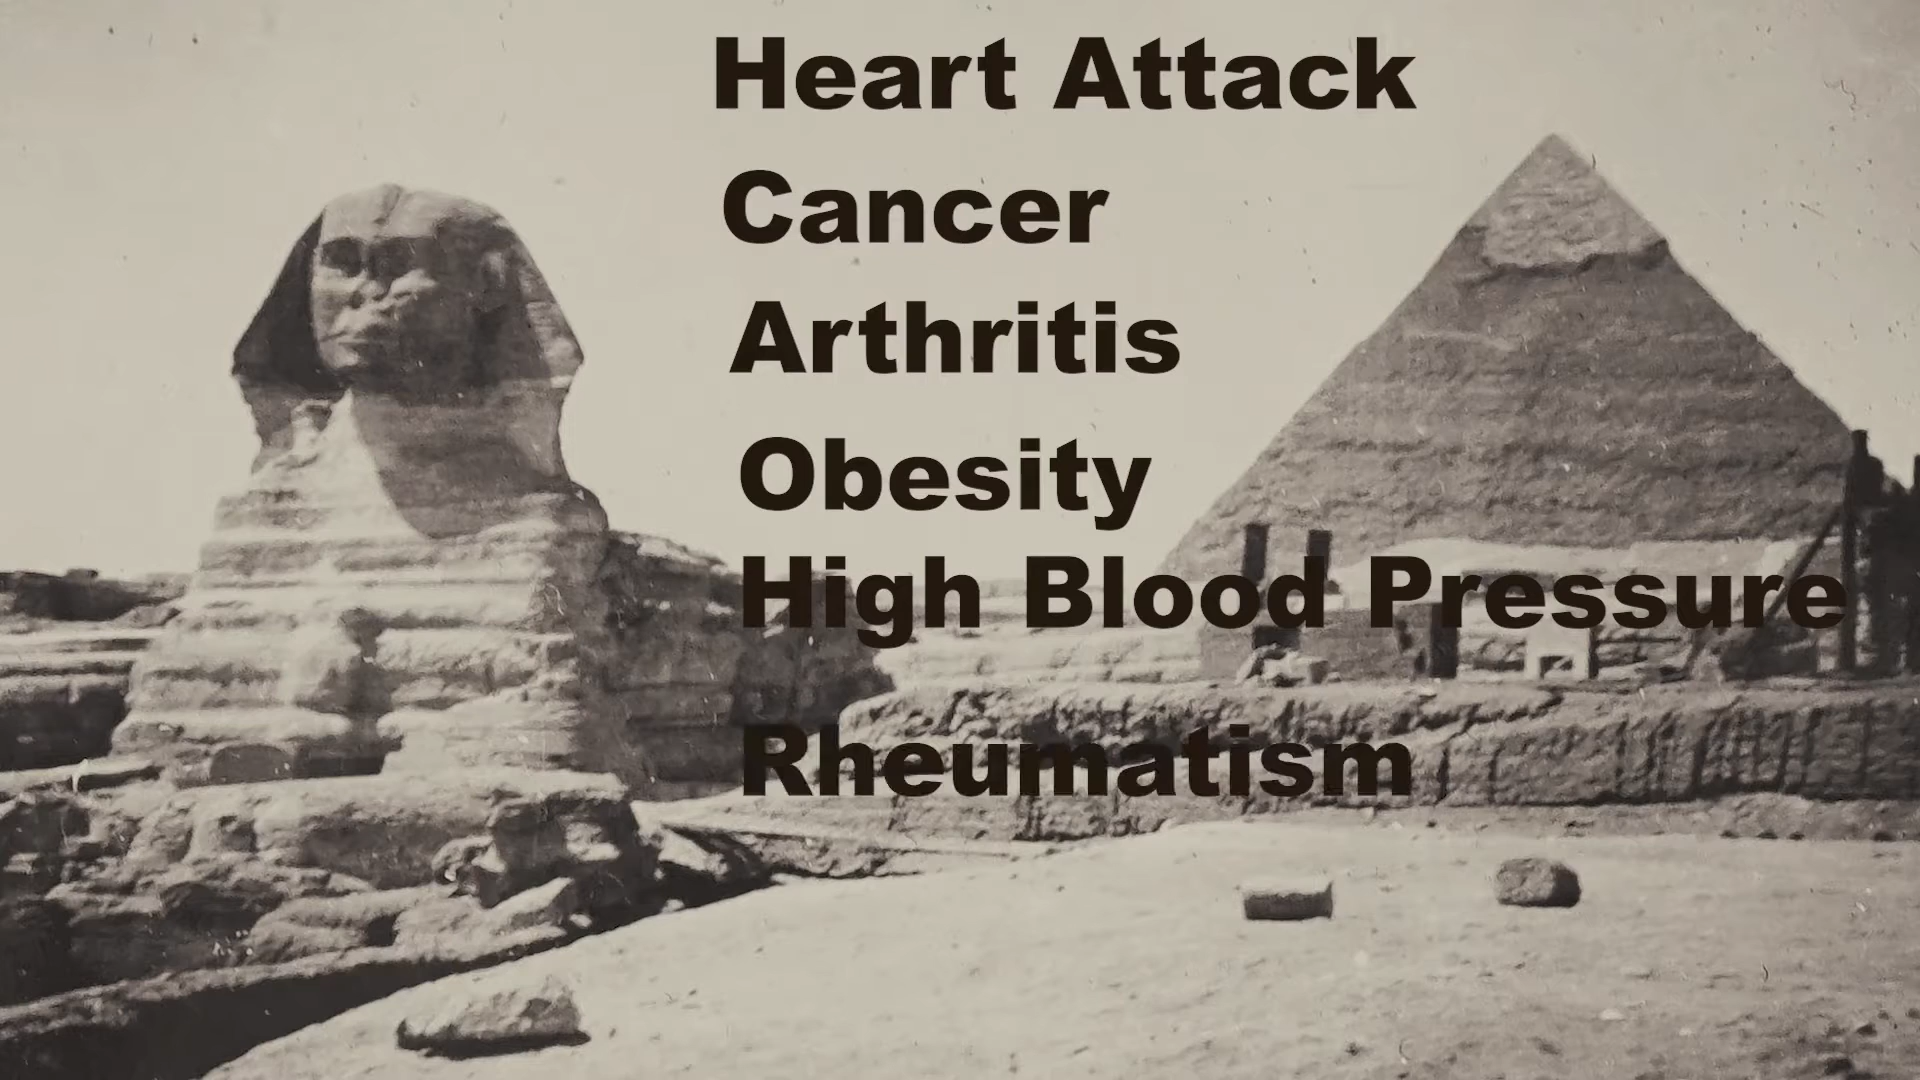 Heart Attack
Cancer
Arthritis
Obesity
High Blood Pressure
Rheumatism